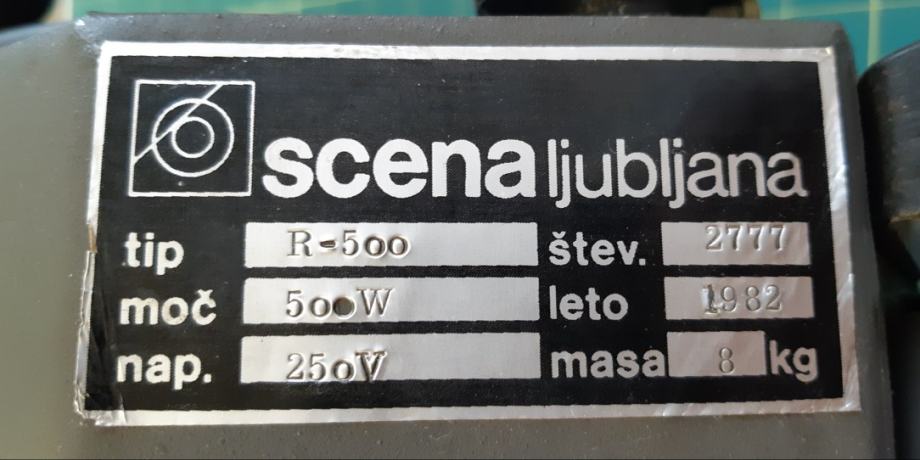 scena ljubljana
tip R-500 štev. 2777
moč 500W leto 1982
nap. 250V masa 8 kg